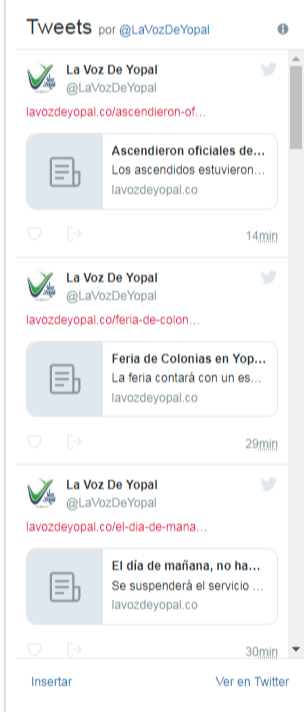 Tweets por @LaVozDeYopal
La Voz De Yopal
@LaVozDeYopal
lavozdeyopal.co/ascendieron-of…
Ascendieron oficiales de…
Los ascendidos estuvieron…
lavozdeyopal.co
14min
La Voz De Yopal
@LaVozDeYopal
lavozdeyopal.co/feria-de-colon…
Feria de Colonias en Yop…
La feria contará con un es…
lavozdeyopal.co
29min
La Voz De Yopal
@LaVozDeYopal
lavozdeyopal.co/el-dia-de-mana…
El día de mañana, no ha…
Se suspenderá el servicio …
lavozdeyopal.co
30min
Insertar Ver en Twitter